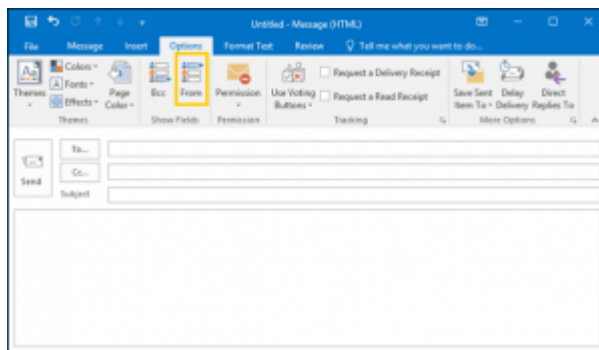 Untitled - Message (HTML)
File Message Insert Options Format Text Review Tell me what you want to do...
Themes
Colors
Fonts
Effects
Page Color
Bcc
From
Permission
Use Voting Buttons
Request a Delivery Receipt
Request a Read Receipt
Save Sent Item To
Delay Delivery
Direct Replies To
Themes Show Fields Permission Tracking More Options
Send
To...
Cc...
Subject